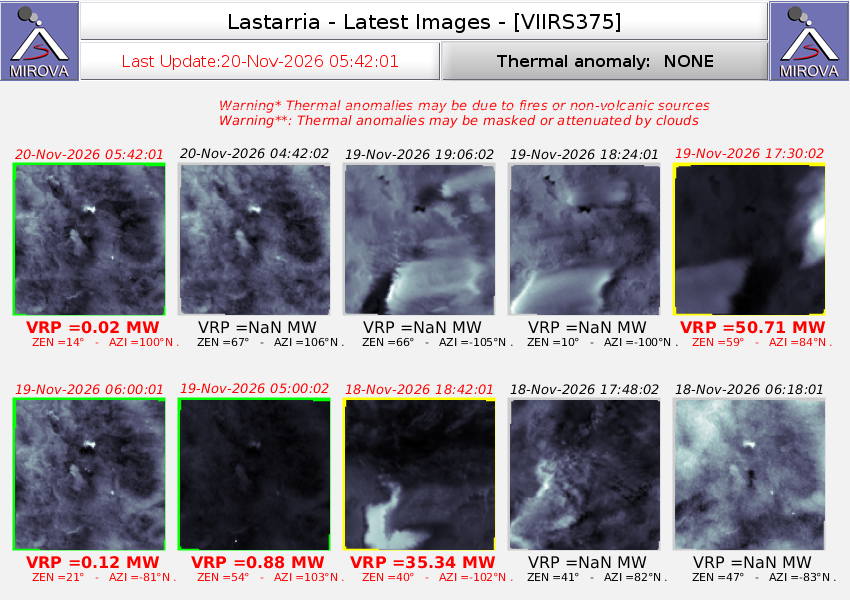 MIROVA
Lastarria - Latest Images - [VIIRS375]
MIROVA
Last Update:20-Nov-2026 05:42:01
Thermal anomaly: NONE
Warning* Thermal anomalies may be due to fires or non-volcanic sources
Warning**: Thermal anomalies may be masked or attenuated by clouds
20-Nov-2026 05:42:01 20-Nov-2026 04:42:02 19-Nov-2026 19:06:02 19-Nov-2026 18:24:01 19-Nov-2026 17:30:02
VRP =0.02 MW VRP =NaN MW VRP =NaN MW VRP =NaN MW VRP =50.71 MW
ZEN =14° - AZI =100°N . ZEN =67° - AZI =106°N . ZEN =66° - AZI =-105°N . ZEN =10° - AZI =-100°N . ZEN =59° - AZI =84°N .
19-Nov-2026 06:00:01 19-Nov-2026 05:00:02 18-Nov-2026 18:42:01 18-Nov-2026 17:48:02 18-Nov-2026 06:18:01
VRP =0.12 MW VRP =0.88 MW VRP =35.34 MW VRP =NaN MW VRP =NaN MW
ZEN =21° - AZI =-81°N . ZEN =54° - AZI =103°N . ZEN =40° - AZI =-102°N . ZEN =41° - AZI =82°N . ZEN =47° - AZI =-83°N .